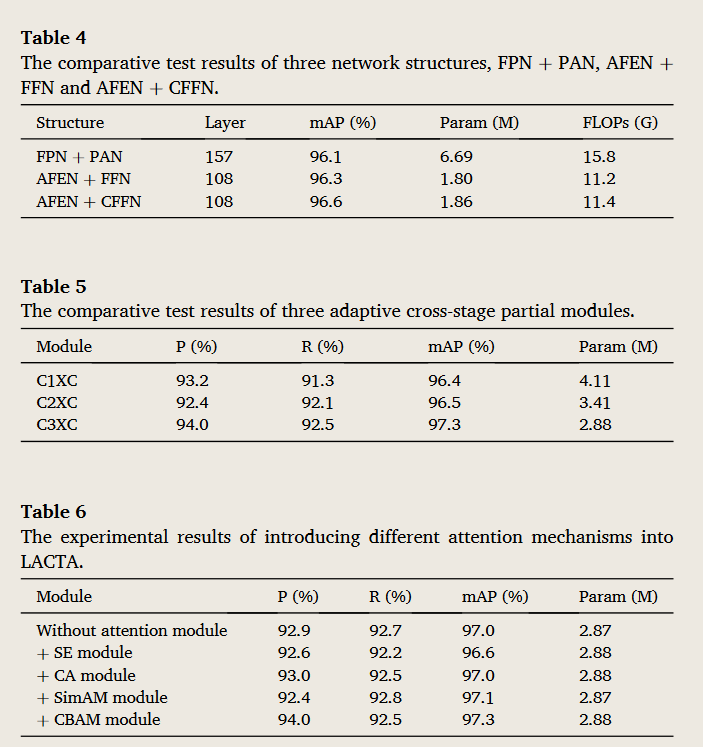 Table 4
The comparative test results of three network structures, FPN + PAN, AFEN +
FFN and AFEN + CFFN.
Structure Layer mAP (%) Param (M) FLOPs (G)
FPN + PAN 157 96.1 6.69 15.8
AFEN + FFN 108 96.3 1.80 11.2
AFEN + CFFN 108 96.6 1.86 11.4
Table 5
The comparative test results of three adaptive cross-stage partial modules.
Module P (%) R (%) mAP (%) Param (M)
C1XC 93.2 91.3 96.4 4.11
C2XC 92.4 92.1 96.5 3.41
C3XC 94.0 92.5 97.3 2.88
Table 6
The experimental results of introducing different attention mechanisms into
LACTA.
Module P (%) R (%) mAP (%) Param (M)
Without attention module 92.9 92.7 97.0 2.87
+ SE module 92.6 92.2 96.6 2.88
+ CA module 93.0 92.5 97.0 2.88
+ SimAM module 92.4 92.8 97.1 2.87
+ CBAM module 94.0 92.5 97.3 2.88